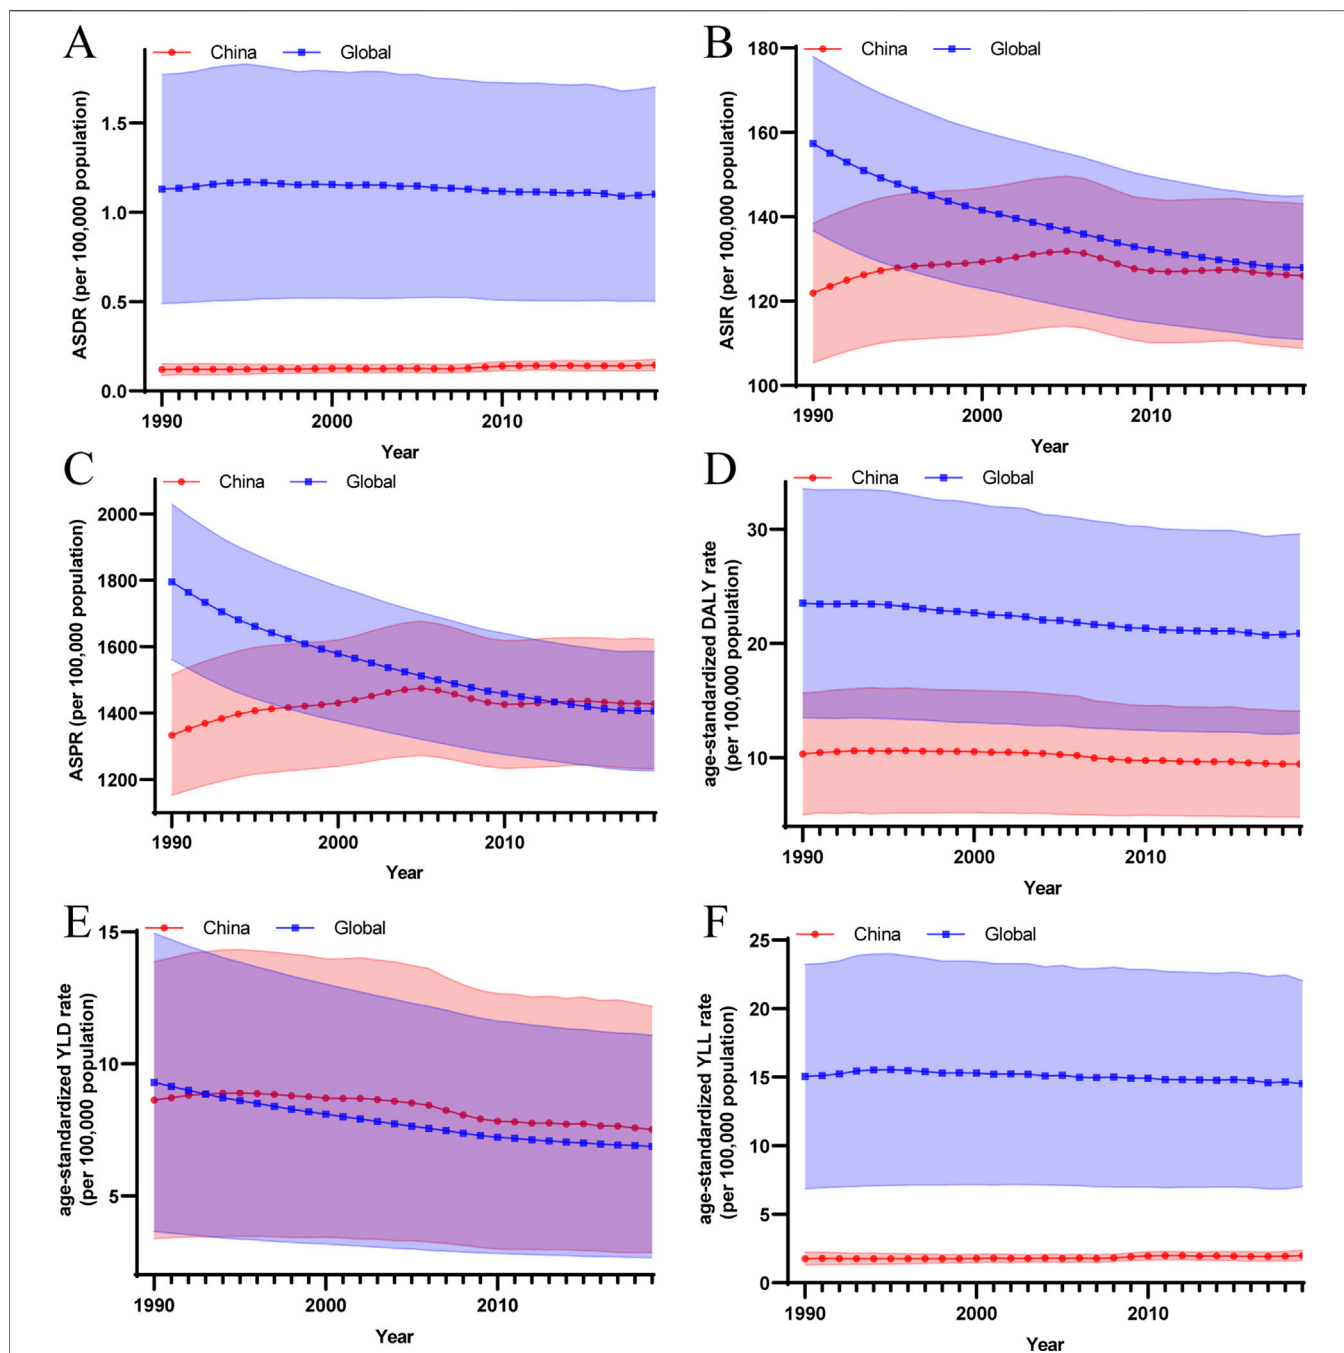 A
China Global
ASDR (per 100,000 population)
1.5
1.0
0.5
0.0
1990 2000 2010
Year
B
China Global
ASIR (per 100,000 population)
180
160
140
120
100
1990 2000 2010
Year
C
China Global
ASPR (per 100,000 population)
2000
1800
1600
1400
1200
1990 2000 2010
Year
D
China Global
age-standardized DALY rate
(per 100,000 population)
30
20
10
1990 2000 2010
Year
E
China Global
age-standardized YLD rate
(per 100,000 population)
15
10
5
1990 2000 2010
Year
F
China Global
age-standardized YLL rate
(per 100,000 population)
25
20
15
10
5
0
1990 2000 2010
Year